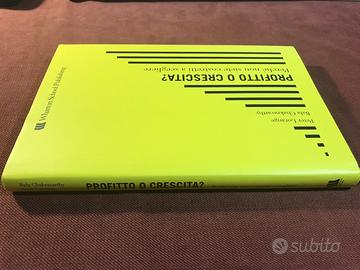 Peter Lorange
Bala Chakravarthy
PROFITTO O CRESCITA?
Perché non siete costretti a scegliere
Wharton School Publishing
Bala Chakravarthy
PROFITTO O CRESCITA?
subito